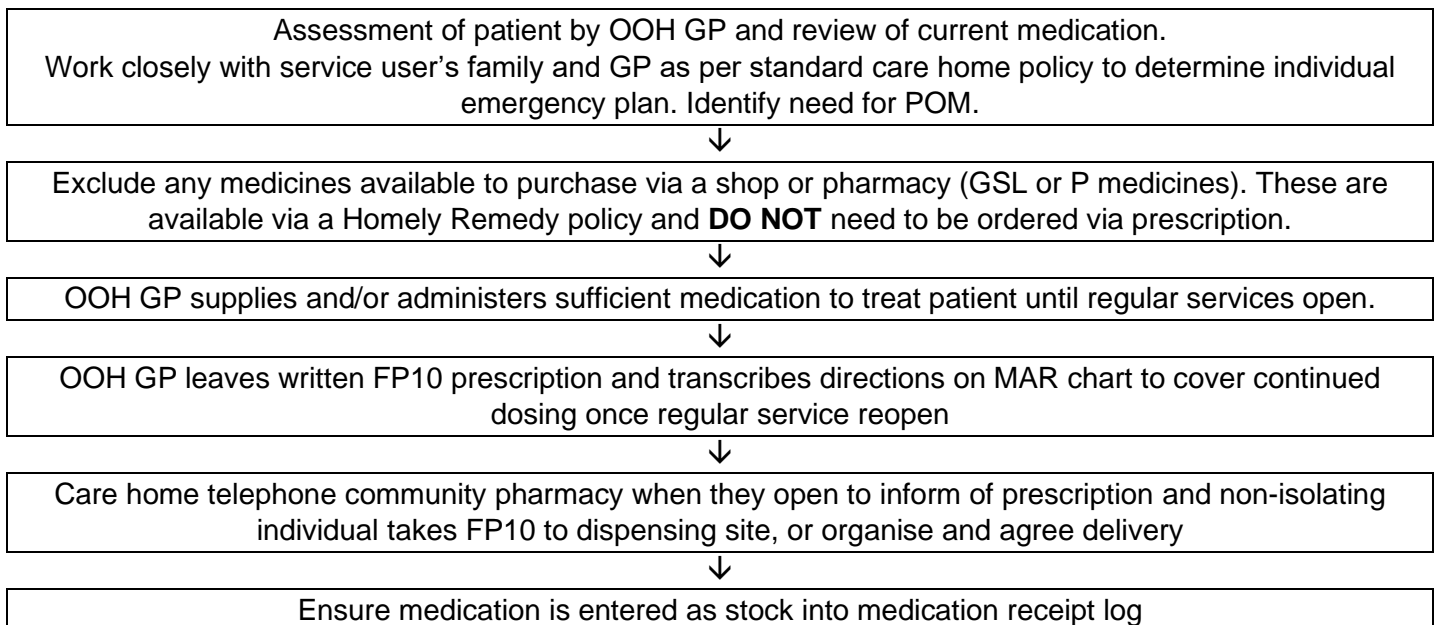 Assessment of patient by OOH GP and review of current medication.
Work closely with service user’s family and GP as per standard care home policy to determine individual
emergency plan. Identify need for POM.
↓
Exclude any medicines available to purchase via a shop or pharmacy (GSL or P medicines). These are
available via a Homely Remedy policy and DO NOT need to be ordered via prescription.
↓
OOH GP supplies and/or administers sufficient medication to treat patient until regular services open.
↓
OOH GP leaves written FP10 prescription and transcribes directions on MAR chart to cover continued
dosing once regular service reopen
↓
Care home telephone community pharmacy when they open to inform of prescription and non-isolating
individual takes FP10 to dispensing site, or organise and agree delivery
↓
Ensure medication is entered as stock into medication receipt log